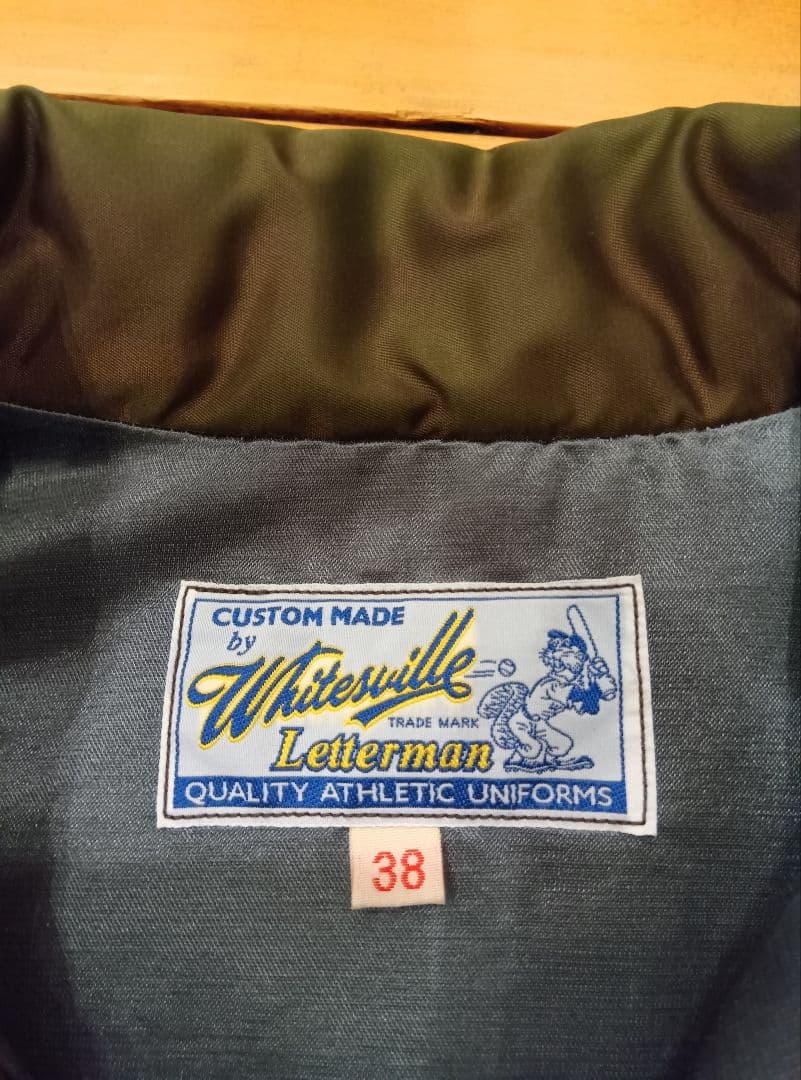 CUSTOM MADE
by
Whitesville
TRADE MARK
Letterman
QUALITY ATHLETIC UNIFORMS
38